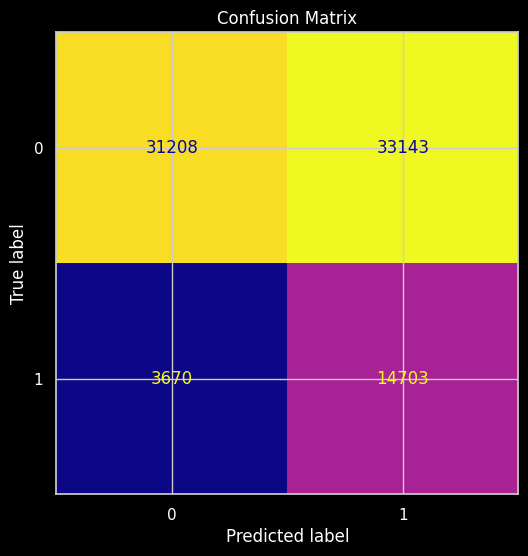 Confusion Matrix
True label
0
31208
33143
1
3670
14703
0
1
Predicted label